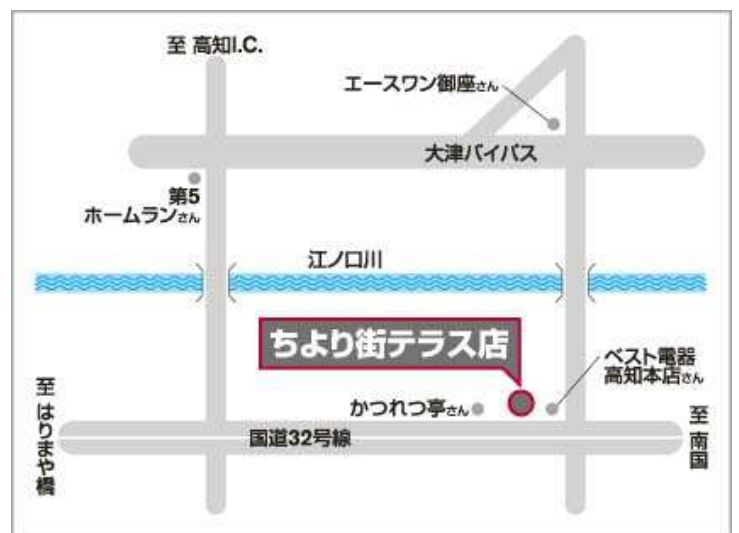 至 高知I.C.
エースワン御座さん
大津バイパス
第5
ホームランさん
江ノ口川
ちより街テラス店
ベスト電器
高知本店さん
かつれつ亭さん
至 はりまや橋
国道32号線
至 南国